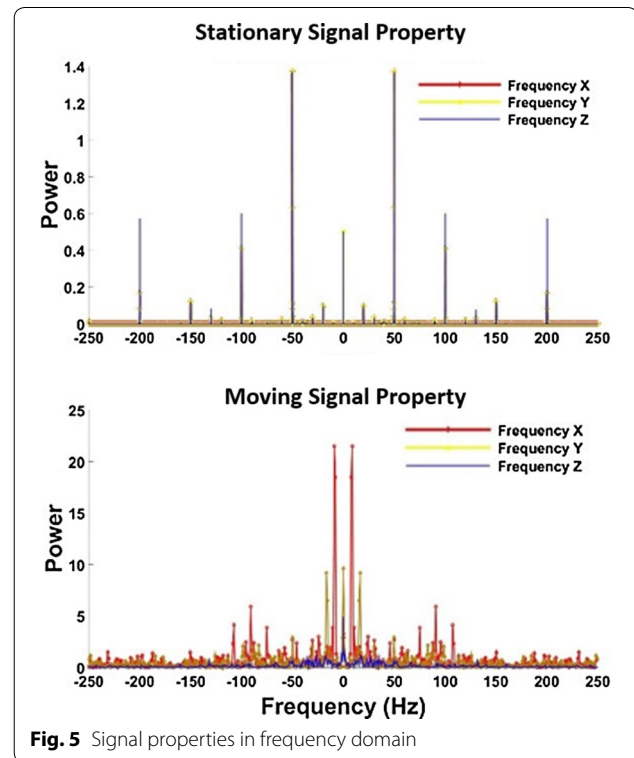 Stationary Signal Property
1.4
1.2
1
0.8
0.6
0.4
0.2
0
Power
Frequency X
Frequency Y
Frequency Z
-250 -200 -150 -100 -50 0 50 100 150 200 250
Moving Signal Property
25
20
15
10
5
0
Power
Frequency X
Frequency Y
Frequency Z
-250 -200 -150 -100 -50 0 50 100 150 200 250
Frequency (Hz)
Fig. 5 Signal properties in frequency domain